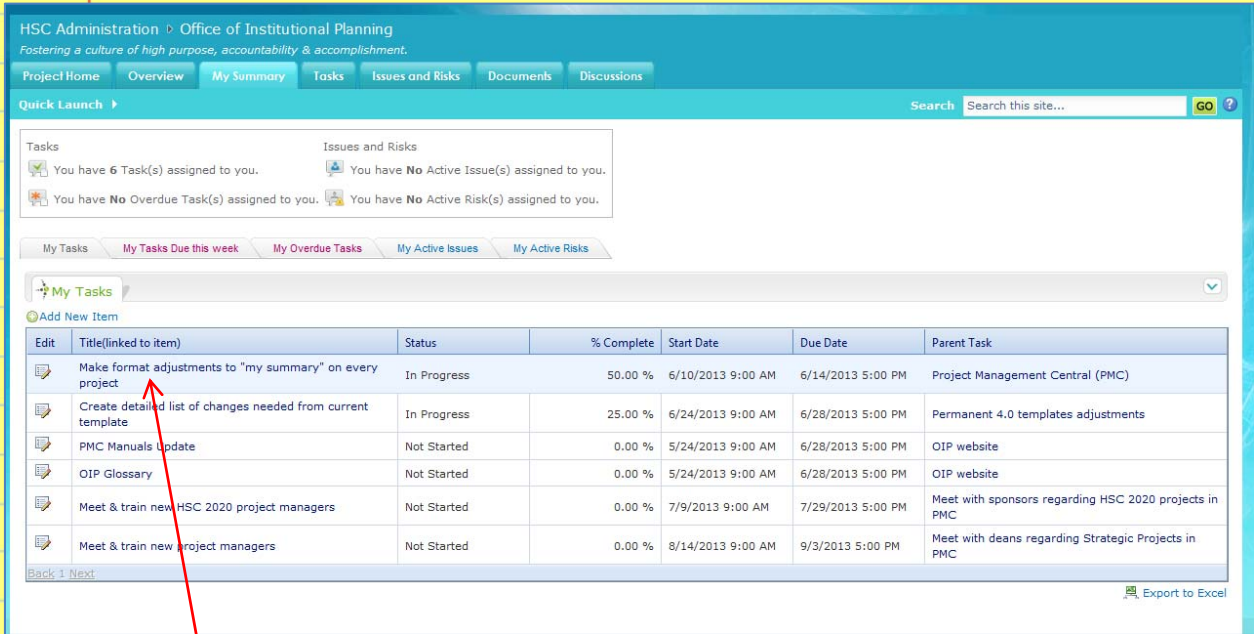 HSC Administration ▷ Office of Institutional Planning
Fostering a culture of high purpose, accountability & accomplishment.
Project Home Overview My Summary Tasks Issues and Risks Documents Discussions
Quick Launch Search Search this site... GO ?
Tasks Issues and Risks
You have 6 Task(s) assigned to you. You have No Active Issue(s) assigned to you.
You have No Overdue Task(s) assigned to you. You have No Active Risk(s) assigned to you.
My Tasks My Tasks Due this week My Overdue Tasks My Active Issues My Active Risks
My Tasks
Add New Item
Edit Title(linked to item) Status % Complete Start Date Due Date Parent Task
Make format adjustments to "my summary" on every
project In Progress 50.00 % 6/10/2013 9:00 AM 6/14/2013 5:00 PM Project Management Central (PMC)
Create detailed list of changes needed from current
template In Progress 25.00 % 6/24/2013 9:00 AM 6/28/2013 5:00 PM Permanent 4.0 templates adjustments
PMC Manuals Update Not Started 0.00 % 5/24/2013 9:00 AM 6/28/2013 5:00 PM OIP website
OIP Glossary Not Started 0.00 % 5/24/2013 9:00 AM 6/28/2013 5:00 PM OIP website
Meet & train new HSC 2020 project managers Not Started 0.00 % 7/9/2013 9:00 AM 7/29/2013 5:00 PM Meet with sponsors regarding HSC 2020 projects in
PMC
Meet & train new project managers Not Started 0.00 % 8/14/2013 9:00 AM 9/3/2013 5:00 PM Meet with deans regarding Strategic Projects in
PMC
Back 1 Next
Export to Excel